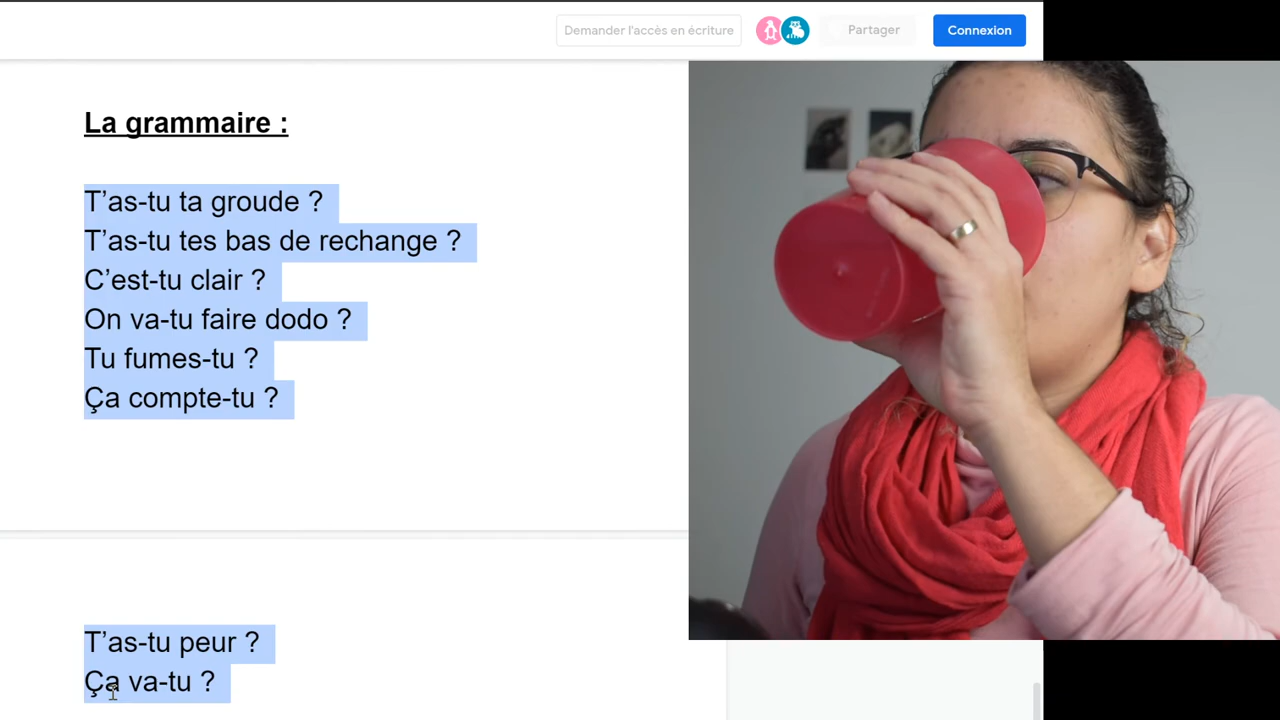 Demander l'accès en écriture
Partager
Connexion
La grammaire :
T’as-tu ta groude ?
T’as-tu tes bas de rechange ?
C’est-tu clair ?
On va-tu faire dodo ?
Tu fumes-tu ?
Ça compte-tu ?
T’as-tu peur ?
Ça va-tu ?